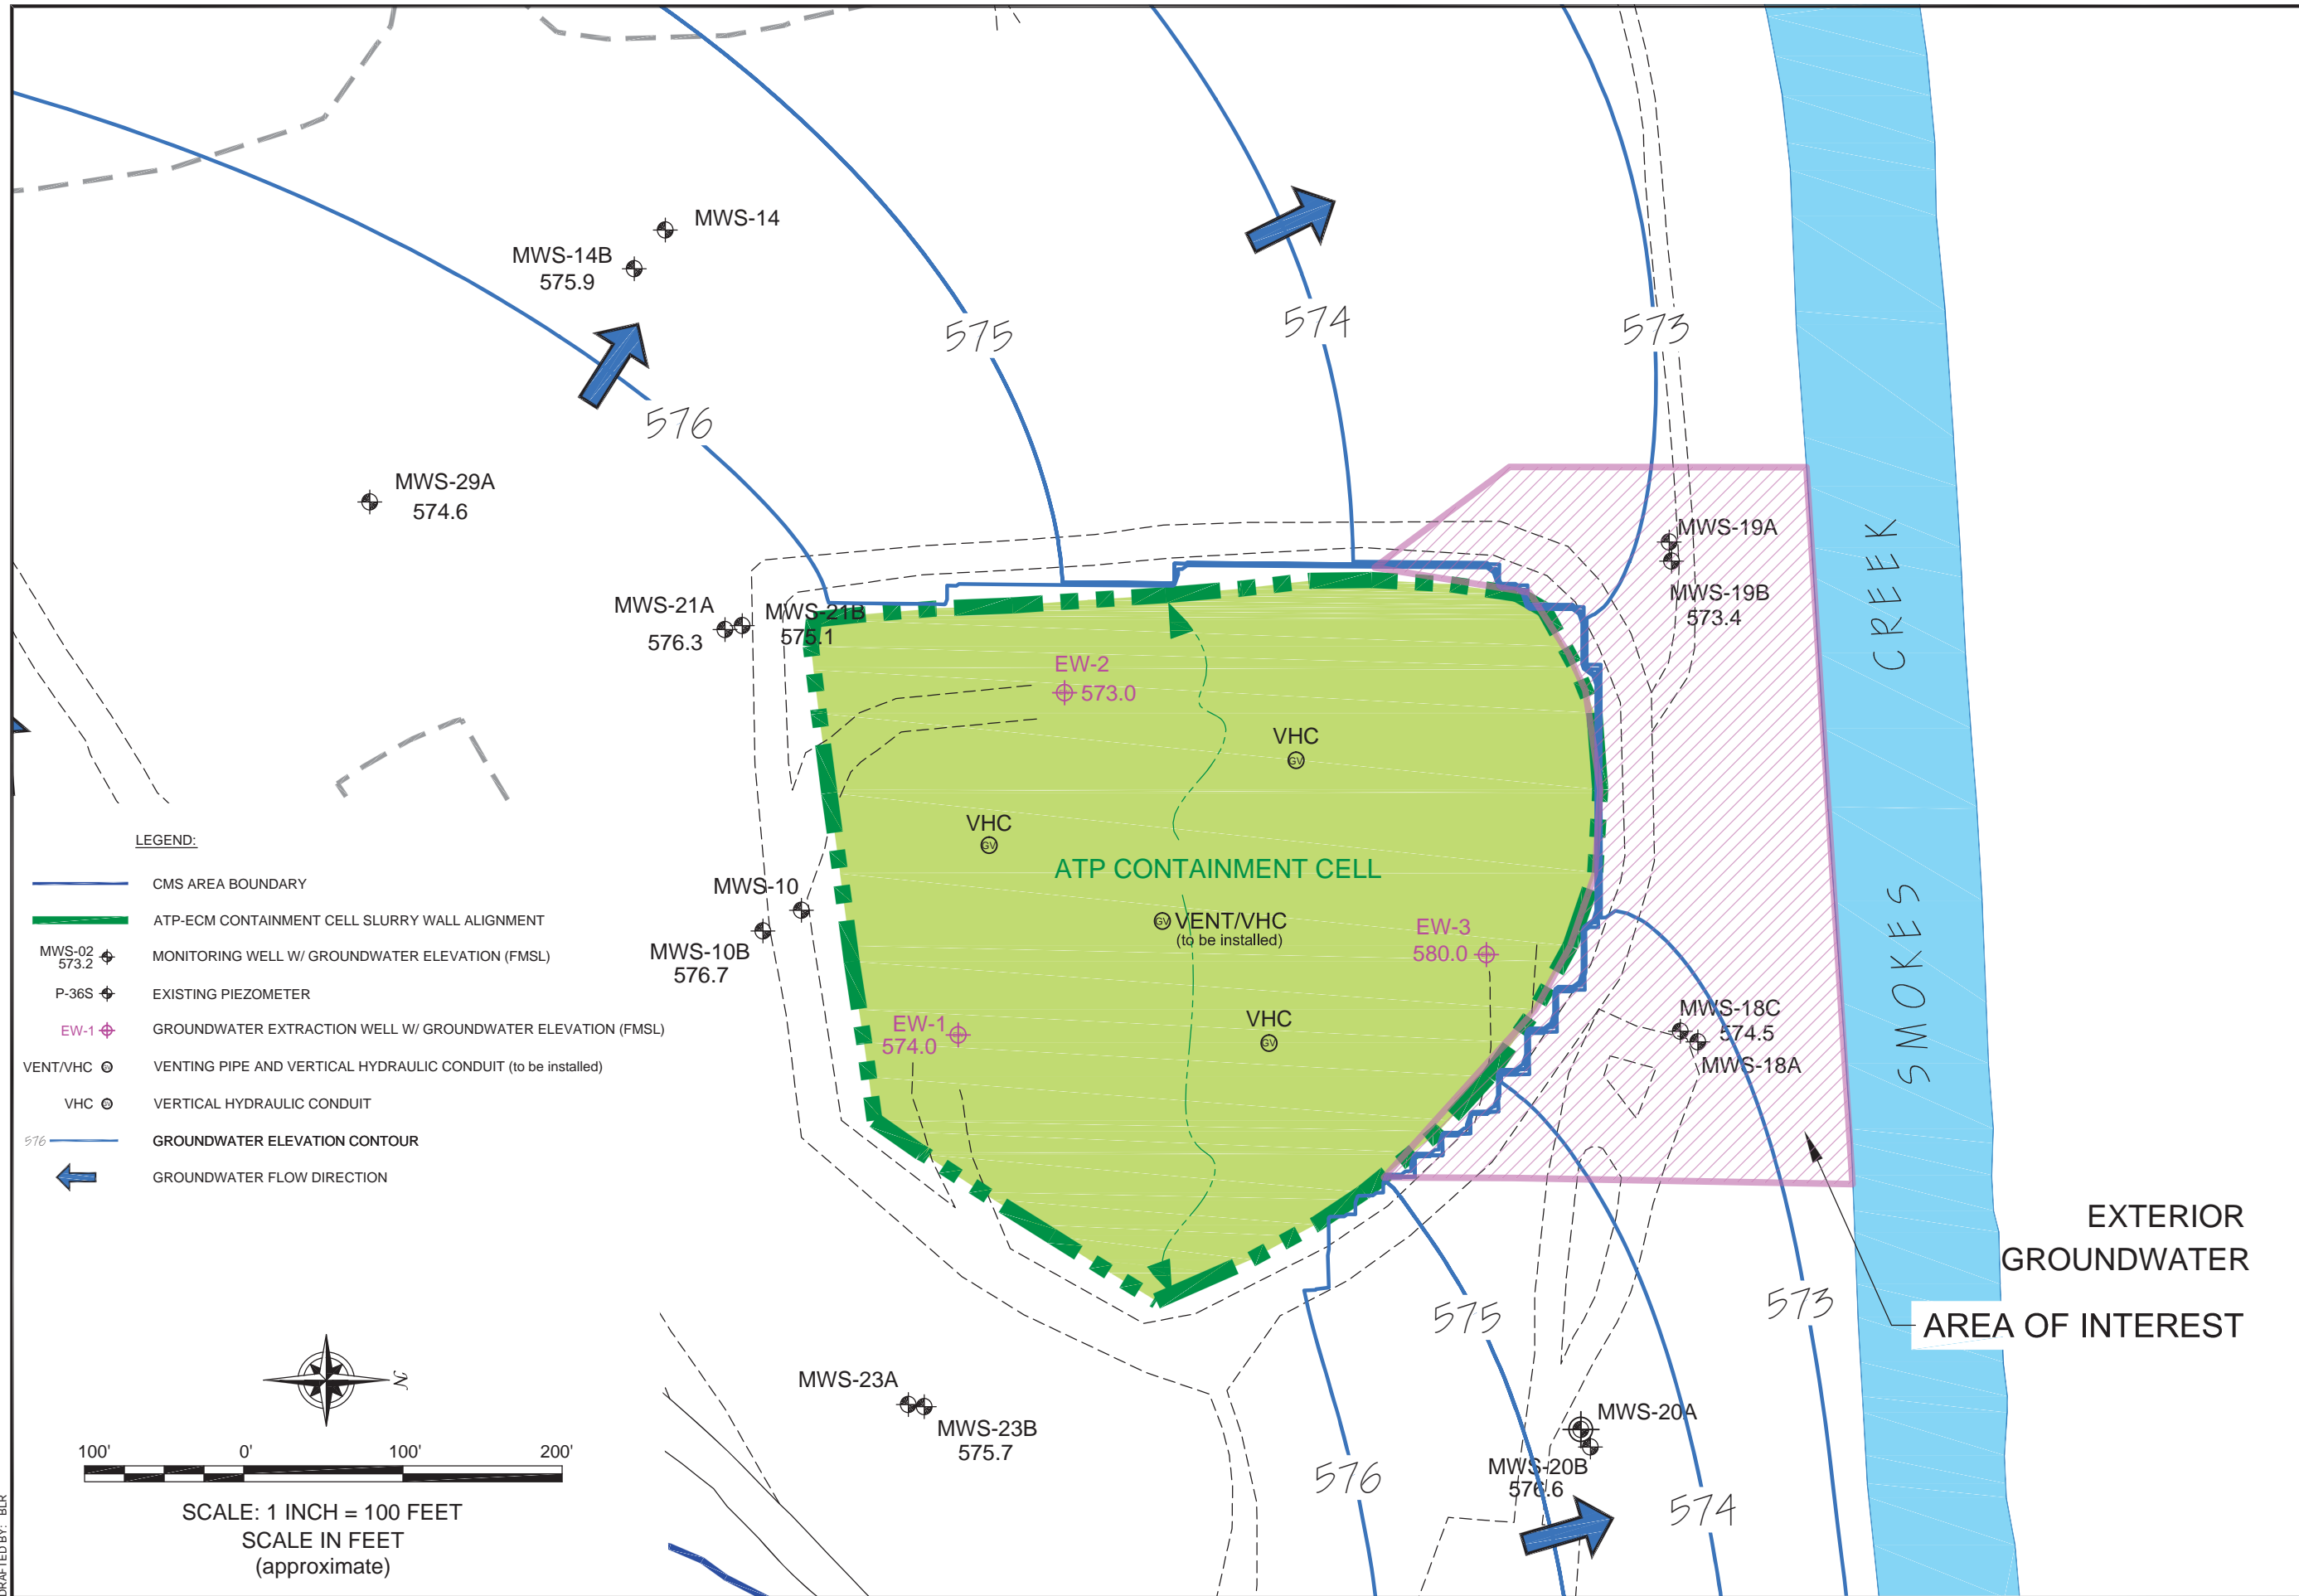 MWS-14
MWS-14B
575.9
575
574
573
576
MWS-29A
574.6
MWS-19A
MWS-19B
573.4
CREEK
SMOKES
MWS-21A
576.3
MWS-21B
575.1
EW-2
573.0
VHC
GV
VHC
GV
ATP CONTAINMENT CELL
GV VENT/VHC
(to be installed)
EW-3
580.0
MWS-10
MWS-10B
576.7
EW-1
574.0
VHC
GV
MWS-18C
574.5
MWS-18A
LEGEND:
CMS AREA BOUNDARY
ATP-ECM CONTAINMENT CELL SLURRY WALL ALIGNMENT
MWS-02
573.2
MONITORING WELL W/ GROUNDWATER ELEVATION (FMSL)
P-36S EXISTING PIEZOMETER
EW-1 GROUNDWATER EXTRACTION WELL W/ GROUNDWATER ELEVATION (FMSL)
VENT/VHC VENTING PIPE AND VERTICAL HYDRAULIC CONDUIT (to be installed)
VHC VERTICAL HYDRAULIC CONDUIT
576 GROUNDWATER ELEVATION CONTOUR
GROUNDWATER FLOW DIRECTION
EXTERIOR
GROUNDWATER
AREA OF INTEREST
575
573
576
574
MWS-23A
MWS-23B
575.7
MWS-20A
MWS-20B
576.6
N
100' 0' 100' 200'
SCALE: 1 INCH = 100 FEET
SCALE IN FEET
(approximate)
DRAFTED BY: BLR